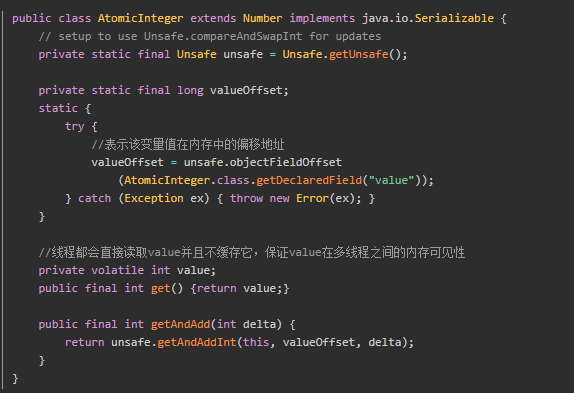 public class AtomicInteger extends Number implements java.io.Serializable {
// setup to use Unsafe.compareAndSwapInt for updates
private static final Unsafe unsafe = Unsafe.getUnsafe();
private static final long valueOffset;
static {
try {
//表示该变量值在内存中的偏移地址
valueOffset = unsafe.objectFieldOffset
(AtomicInteger.class.getDeclaredField("value"));
} catch (Exception ex) { throw new Error(ex); }
}
//线程都会直接读取value并且不缓存它，保证value在多线程之间的内存可见性
private volatile int value;
public final int get() {return value;}
public final int getAndAdd(int delta) {
return unsafe.getAndAddInt(this, valueOffset, delta);
}
}